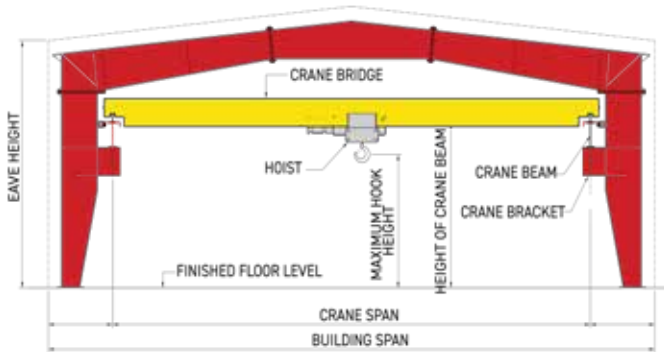 CRANE BRIDGE
EAVE HEIGHT
HOIST
MAXIMUM HOOK
HEIGHT
HEIGHT OF CRANE BEAM
CRANE BEAM
CRANE BRACKET
FINISHED FLOOR LEVEL
CRANE SPAN
BUILDING SPAN